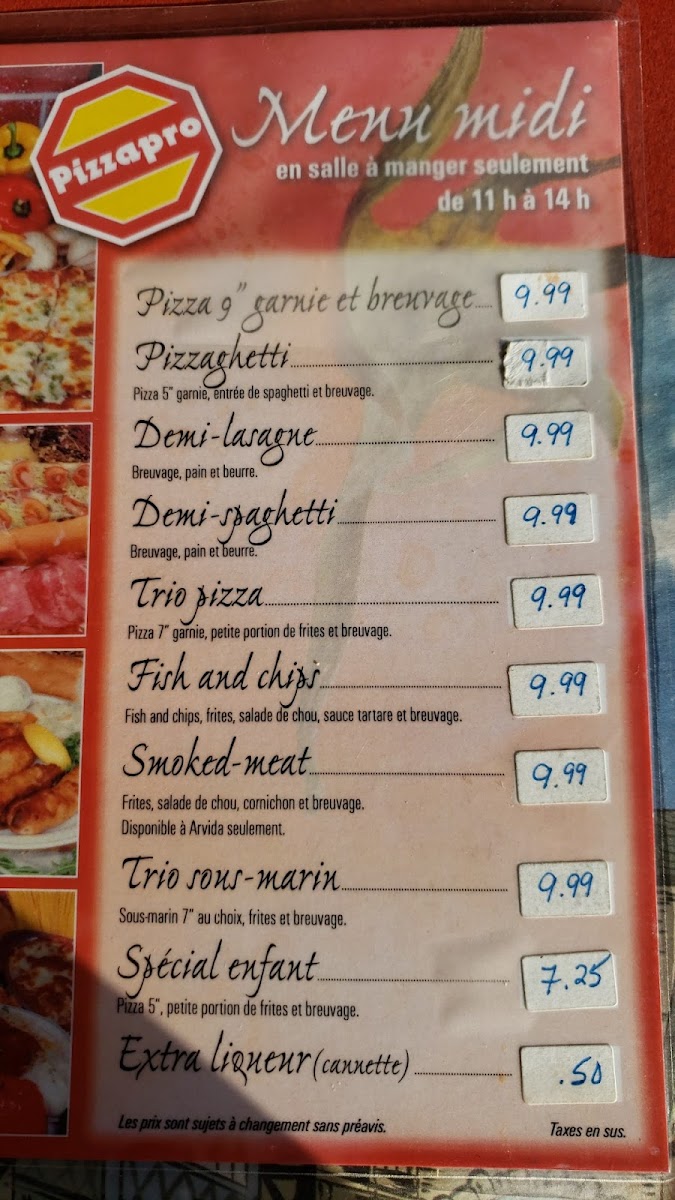 Pizzapro
Menu midi
en salle à manger seulement
de 11 h à 14 h
Pizza 9" garnie et breuvage 9.99
Pizzaghetti 9.99
Pizza 5" garnie, entrée de spaghetti et breuvage.
Demi-lasagne 9.99
Breuvage, pain et beurre.
Demi-spaghetti 9.99
Breuvage, pain et beurre.
Trio pizza 9.99
Pizza 7" garnie, petite portion de frites et breuvage.
Fish and chips 9.99
Fish and chips, frites, salade de chou, sauce tartare et breuvage.
Smoked-meat 9.99
Frites, salade de chou, cornichon et breuvage.
Disponible à Arvida seulement.
Trio sous-marin 9.99
Sous-marin 7" au choix, frites et breuvage.
Spécial enfant 7.25
Pizza 5", petite portion de frites et breuvage.
Extra liqueur (cannette) .50
Les prix sont sujets à changement sans préavis. Taxes en sus.